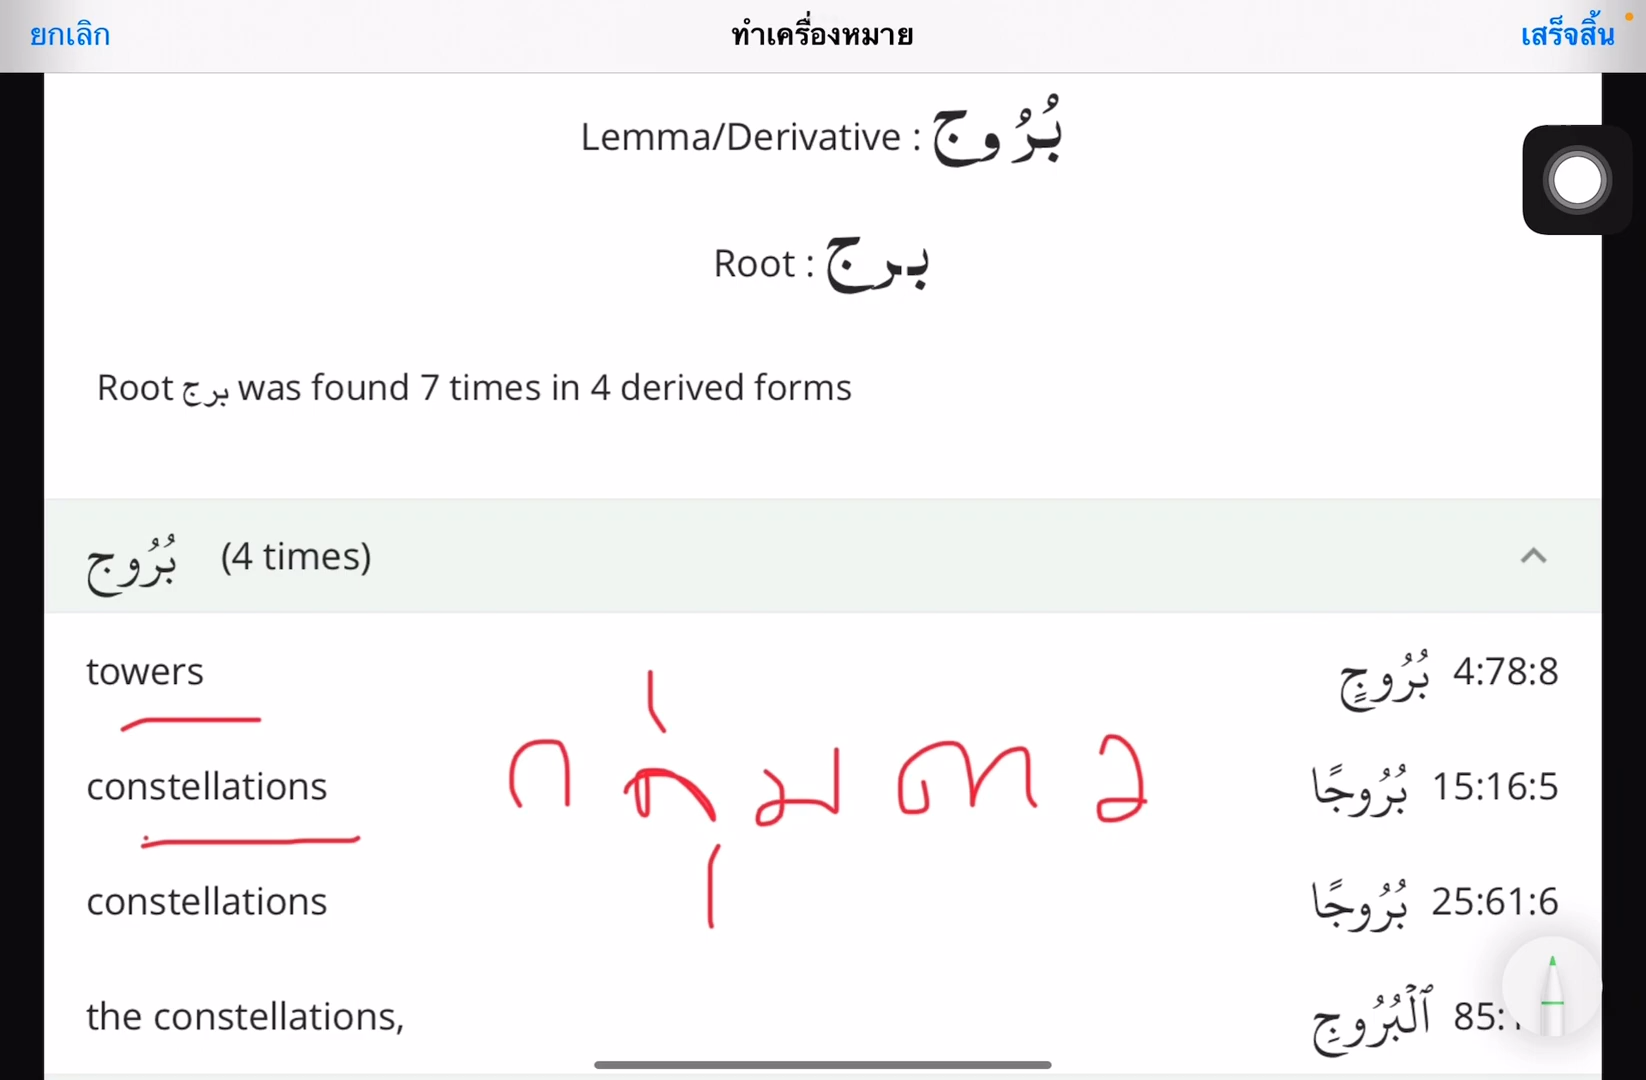 ยกเลิก ทำเครื่องหมาย เสร็จสิ้น
Lemma/Derivative : بُرُوج
Root : برج
Root برج was found 7 times in 4 derived forms
بُرُوج (4 times)
towers بُرُوجٍ 4:78:8
constellations بُرُوجًا 15:16:5
กลุ่มดาว
constellations بُرُوجًا 25:61:6
the constellations, ٱلْبُرُوجِ 85:1